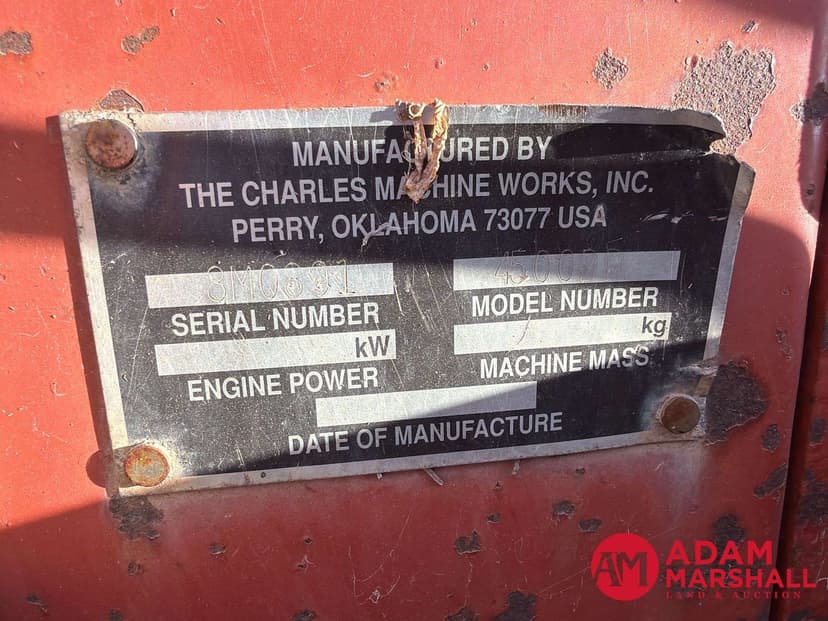 MANUFACTURED BY
THE CHARLES MACHINE WORKS, INC.
PERRY, OKLAHOMA 73077 USA
SERIAL NUMBER
MODEL NUMBER
kW
kg
ENGINE POWER
MACHINE MASS
DATE OF MANUFACTURE
AM ADAM
MARSHALL
LAND & AUCTION